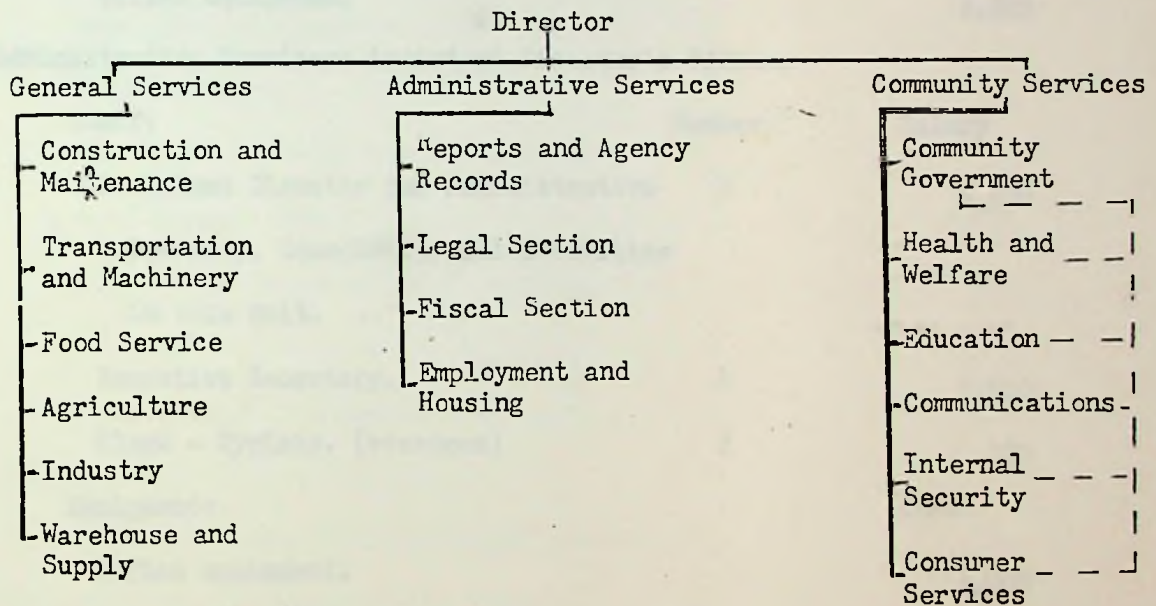 Director
General Services
Administrative Services
Community Services
Construction and
Maintenance
Transportation
and Machinery
Food Service
Agriculture
Industry
Warehouse and
Supply
Reports and Agency
Records
Legal Section
Fiscal Section
Employment and
Housing
Community
Government
Health and
Welfare
Education
Communications
Internal
Security
Consumer
Services